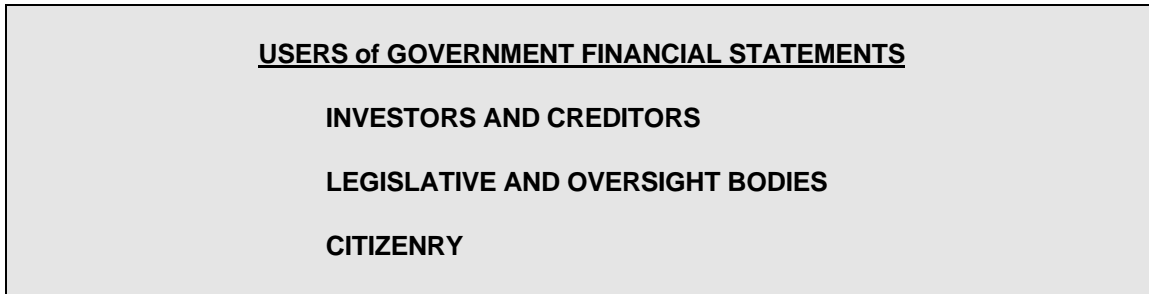 USERS of GOVERNMENT FINANCIAL STATEMENTS
INVESTORS AND CREDITORS
LEGISLATIVE AND OVERSIGHT BODIES
CITIZENRY